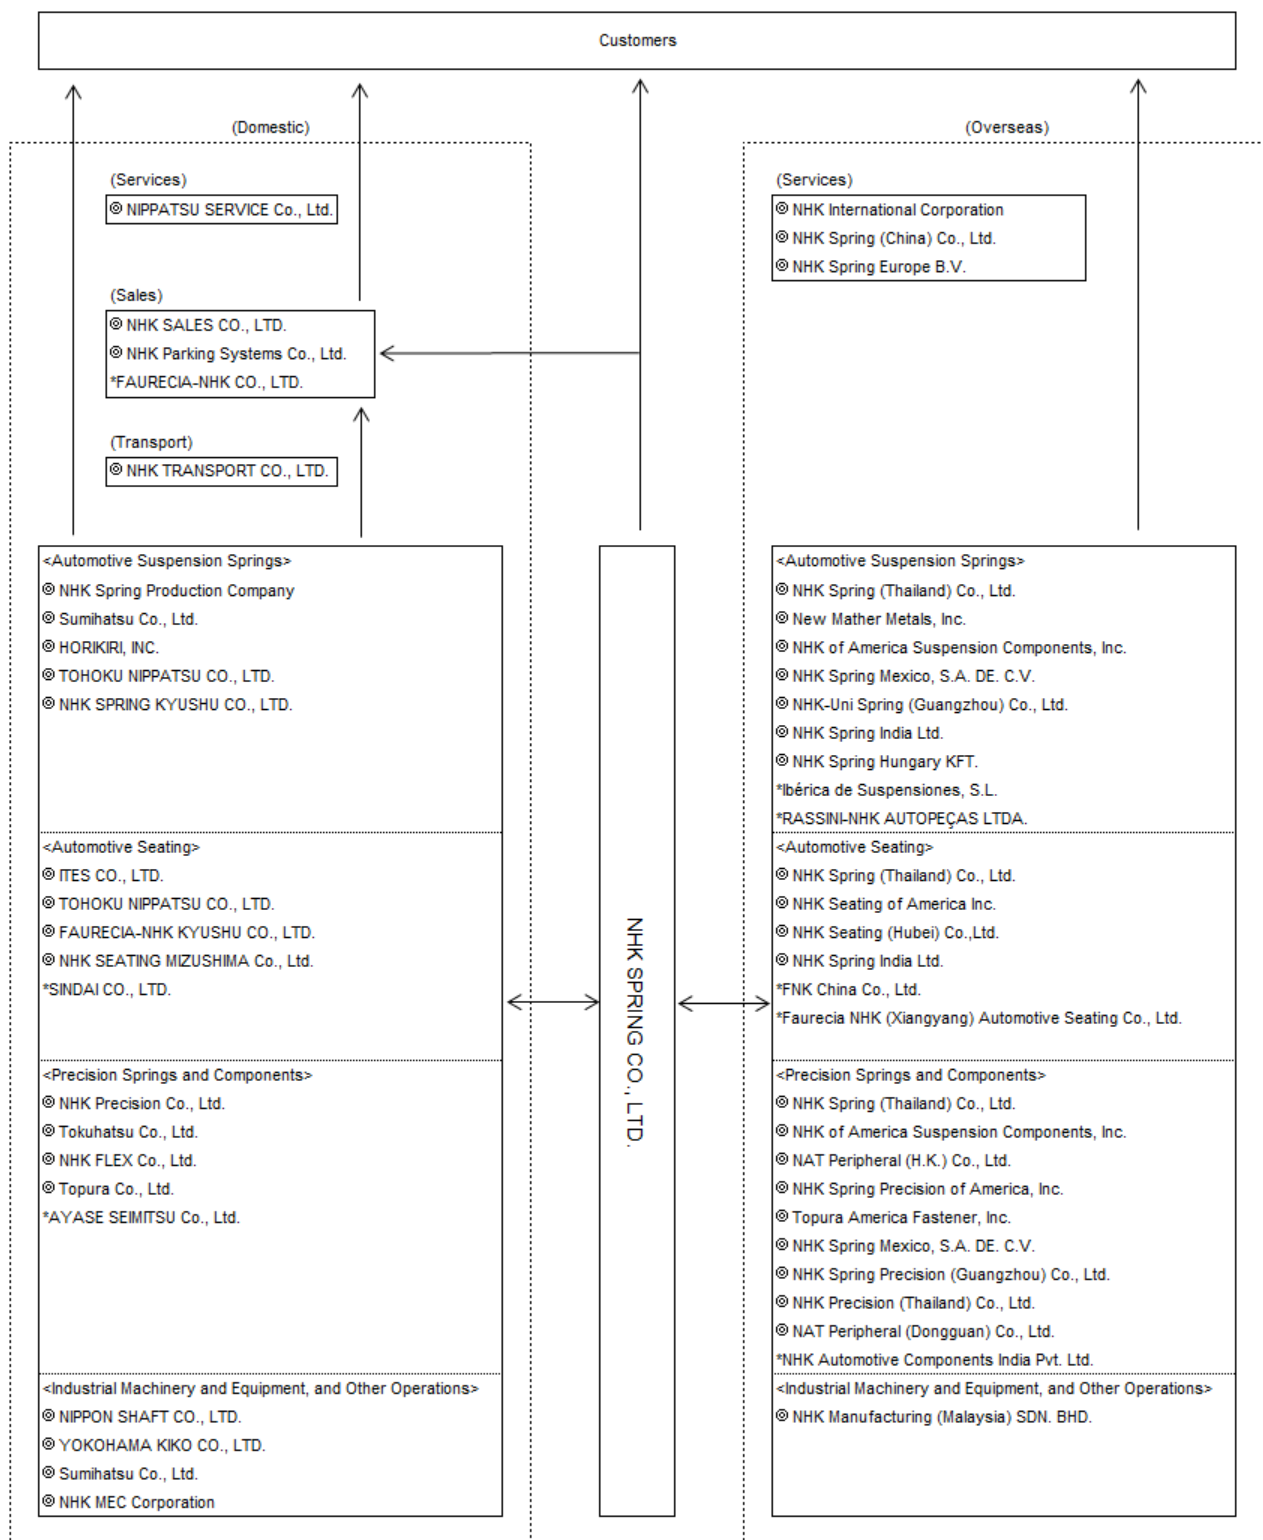 Customers
(Domestic)
(Services)
◎ NIPPATSU SERVICE Co., Ltd.
(Sales)
◎ NHK SALES CO., LTD.
◎ NHK Parking Systems Co., Ltd.
*FAURECIA-NHK CO., LTD.
(Transport)
◎ NHK TRANSPORT CO., LTD.
<Automotive Suspension Springs>
◎ NHK Spring Production Company
◎ Sumihatsu Co., Ltd.
◎ HORIKIRI, INC.
◎ TOHOKU NIPPATSU CO., LTD.
◎ NHK SPRING KYUSHU CO., LTD.
<Automotive Seating>
◎ ITES CO., LTD.
◎ TOHOKU NIPPATSU CO., LTD.
◎ FAURECIA-NHK KYUSHU CO., LTD.
◎ NHK SEATING MIZUSHIMA Co., Ltd.
*SINDAI CO., LTD.
<Precision Springs and Components>
◎ NHK Precision Co., Ltd.
◎ Tokuhatsu Co., Ltd.
◎ NHK FLEX Co., Ltd.
◎ Topura Co., Ltd.
*AYASE SEIMITSU Co., Ltd.
<Industrial Machinery and Equipment, and Other Operations>
◎ NIPPON SHAFT CO., LTD.
◎ YOKOHAMA KIKO CO., LTD.
◎ Sumihatsu Co., Ltd.
◎ NHK MEC Corporation
NHK SPRING CO., LTD.
(Overseas)
(Services)
◎ NHK International Corporation
◎ NHK Spring (China) Co., Ltd.
◎ NHK Spring Europe B.V.
<Automotive Suspension Springs>
◎ NHK Spring (Thailand) Co., Ltd.
◎ New Mather Metals, Inc.
◎ NHK of America Suspension Components, Inc.
◎ NHK Spring Mexico, S.A. DE. C.V.
◎ NHK-Uni Spring (Guangzhou) Co., Ltd.
◎ NHK Spring India Ltd.
◎ NHK Spring Hungary KFT.
*Ibérica de Suspensiones, S.L.
*RASSINI-NHK AUTOPEÇAS LTDA.
<Automotive Seating>
◎ NHK Spring (Thailand) Co., Ltd.
◎ NHK Seating of America Inc.
◎ NHK Seating (Hubei) Co.,Ltd.
◎ NHK Spring India Ltd.
*FNK China Co., Ltd.
*Faurecia NHK (Xiangyang) Automotive Seating Co., Ltd.
<Precision Springs and Components>
◎ NHK Spring (Thailand) Co., Ltd.
◎ NHK of America Suspension Components, Inc.
◎ NAT Peripheral (H.K.) Co., Ltd.
◎ NHK Spring Precision of America, Inc.
◎ Topura America Fastener, Inc.
◎ NHK Spring Mexico, S.A. DE. C.V.
◎ NHK Spring Precision (Guangzhou) Co., Ltd.
◎ NHK Precision (Thailand) Co., Ltd.
◎ NAT Peripheral (Dongguan) Co., Ltd.
*NHK Automotive Components India Pvt. Ltd.
<Industrial Machinery and Equipment, and Other Operations>
◎ NHK Manufacturing (Malaysia) SDN. BHD.